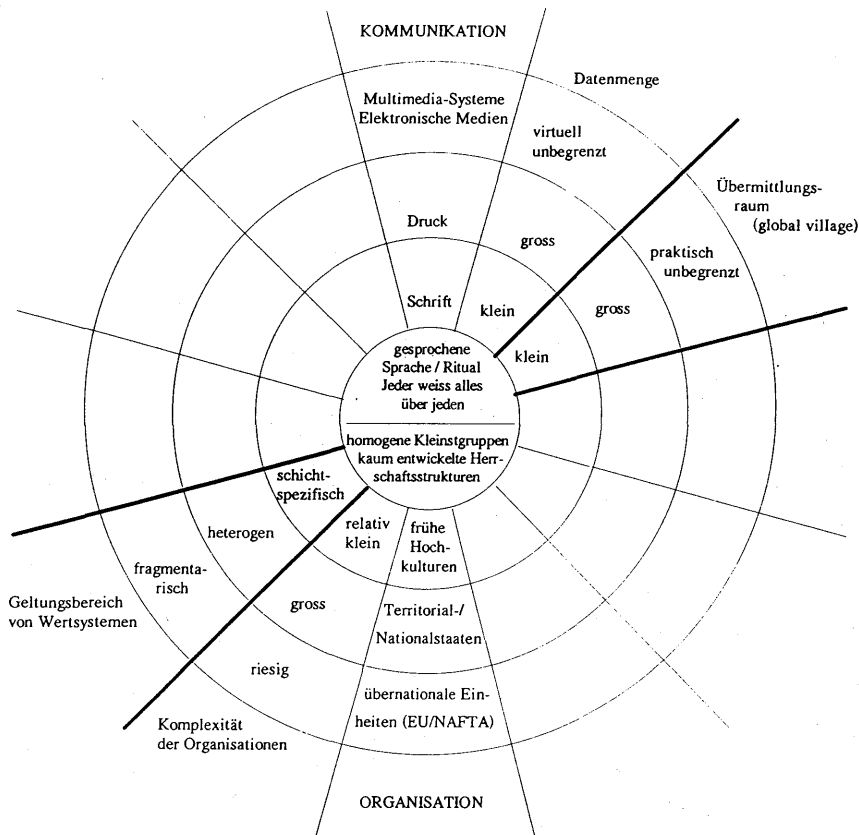 KOMMUNIKATION
Datenmenge
Multimedia-Systeme
Elektronische Medien
virtuell
unbegrenzt
Übermittlungs-
raum
(global village)
Druck
gross
praktisch
unbegrenzt
Schrift
klein
gross
klein
gesprochene
Sprache / Ritual
Jeder weiss alles
über jeden
homogene Kleinstgruppen
kaum entwickelte Herr-
schaftsstrukturen
schicht-
spezifisch
relativ
klein
frühe
Hoch-
kulturen
heterogen
fragmenta-
risch
Geltungsbereich
von Wertsystemen
gross
Territorial-/
Nationalstaaten
riesig
übernationale Ein-
heiten (EU/NAFTA)
Komplexität
der Organisationen
ORGANISATION